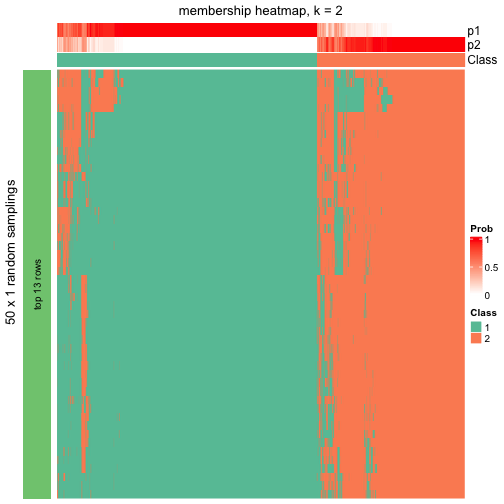 membership heatmap, k = 2
p1
p2
Class
50 x 1 random samplings
top 13 rows
Prob
1
0.5
0
Class
1
2